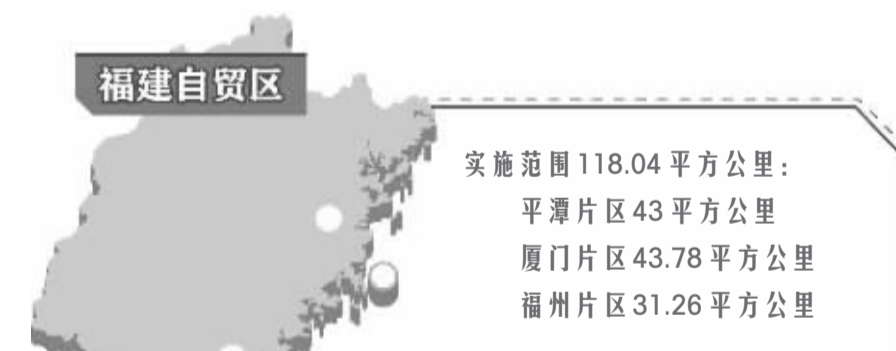 福建自贸区
实施范围118.04平方公里：
平潭片区43平方公里
厦门片区43.78平方公里
福州片区31.26平方公里